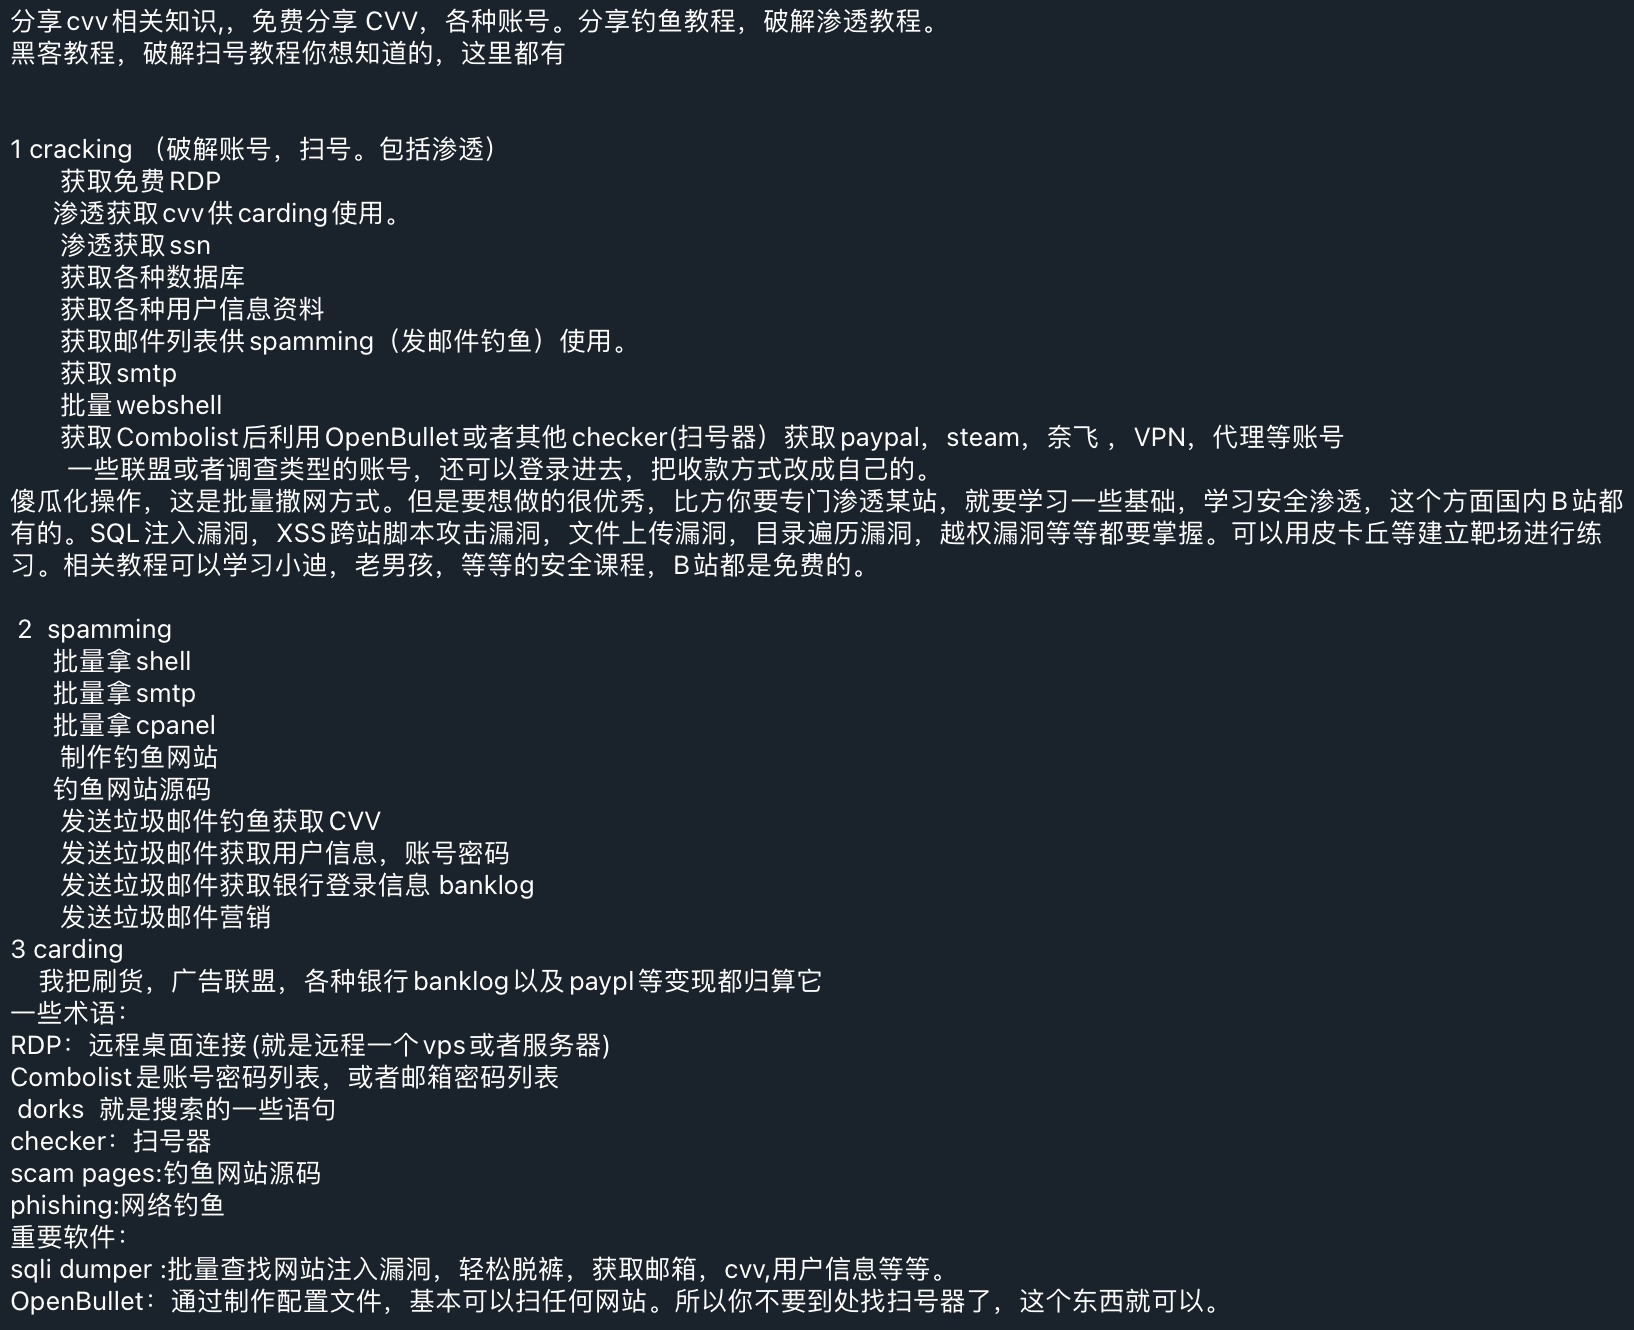 分享cvv相关知识,，免费分享 CVV，各种账号。分享钓鱼教程，破解渗透教程。
黑客教程，破解扫号教程你想知道的，这里都有
1 cracking （破解账号，扫号。包括渗透）
获取免费RDP
渗透获取cvv供carding使用。
渗透获取ssn
获取各种数据库
获取各种用户信息资料
获取邮件列表供spamming（发邮件钓鱼）使用。
获取smtp
批量webshell
获取Combolist后利用OpenBullet或者其他checker(扫号器）获取paypal，steam，奈飞 ，VPN，代理等账号
一些联盟或者调查类型的账号，还可以登录进去，把收款方式改成自己的。
傻瓜化操作，这是批量撒网方式。但是要想做的很优秀，比方你要专门渗透某站，就要学习一些基础，学习安全渗透，这个方面国内B站都
有的。SQL注入漏洞，XSS跨站脚本攻击漏洞，文件上传漏洞，目录遍历漏洞，越权漏洞等等都要掌握。可以用皮卡丘等建立靶场进行练
习。相关教程可以学习小迪，老男孩，等等的安全课程，B站都是免费的。
2  spamming
批量拿shell
批量拿smtp
批量拿cpanel
制作钓鱼网站
钓鱼网站源码
发送垃圾邮件钓鱼获取CVV
发送垃圾邮件获取用户信息，账号密码
发送垃圾邮件获取银行登录信息 banklog
发送垃圾邮件营销
3 carding
我把刷货，广告联盟，各种银行banklog以及paypl等变现都归算它
一些术语：
RDP：远程桌面连接(就是远程一个vps或者服务器)
Combolist是账号密码列表，或者邮箱密码列表
dorks  就是搜索的一些语句
checker：扫号器
scam pages:钓鱼网站源码
phishing:网络钓鱼
重要软件：
sqli dumper :批量查找网站注入漏洞，轻松脱裤，获取邮箱，cvv,用户信息等等。
OpenBullet：通过制作配置文件，基本可以扫任何网站。所以你不要到处找扫号器了，这个东西就可以。